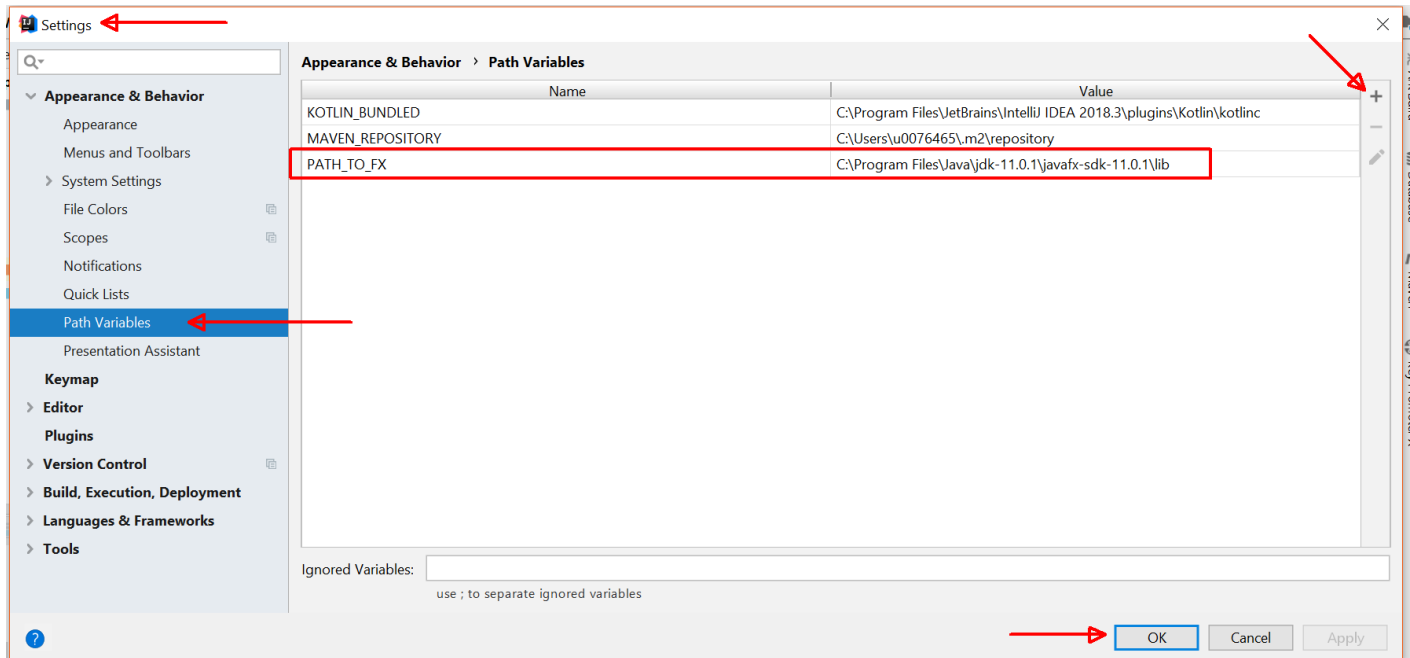 Settings
Appearance & Behavior
Appearance
Menus and Toolbars
System Settings
File Colors
Scopes
Notifications
Quick Lists
Path Variables
Presentation Assistant
Keymap
Editor
Plugins
Version Control
Build, Execution, Deployment
Languages & Frameworks
Tools
Appearance & Behavior › Path Variables
Name Value
KOTLIN_BUNDLED C:\Program Files\JetBrains\IntelliJ IDEA 2018.3\plugins\Kotlin\kotlinc
MAVEN_REPOSITORY C:\Users\u0076465\.m2\repository
PATH_TO_FX C:\Program Files\Java\jdk-11.0.1\javafx-sdk-11.0.1\lib
Ignored Variables:
use ; to separate ignored variables
? OK Cancel Apply